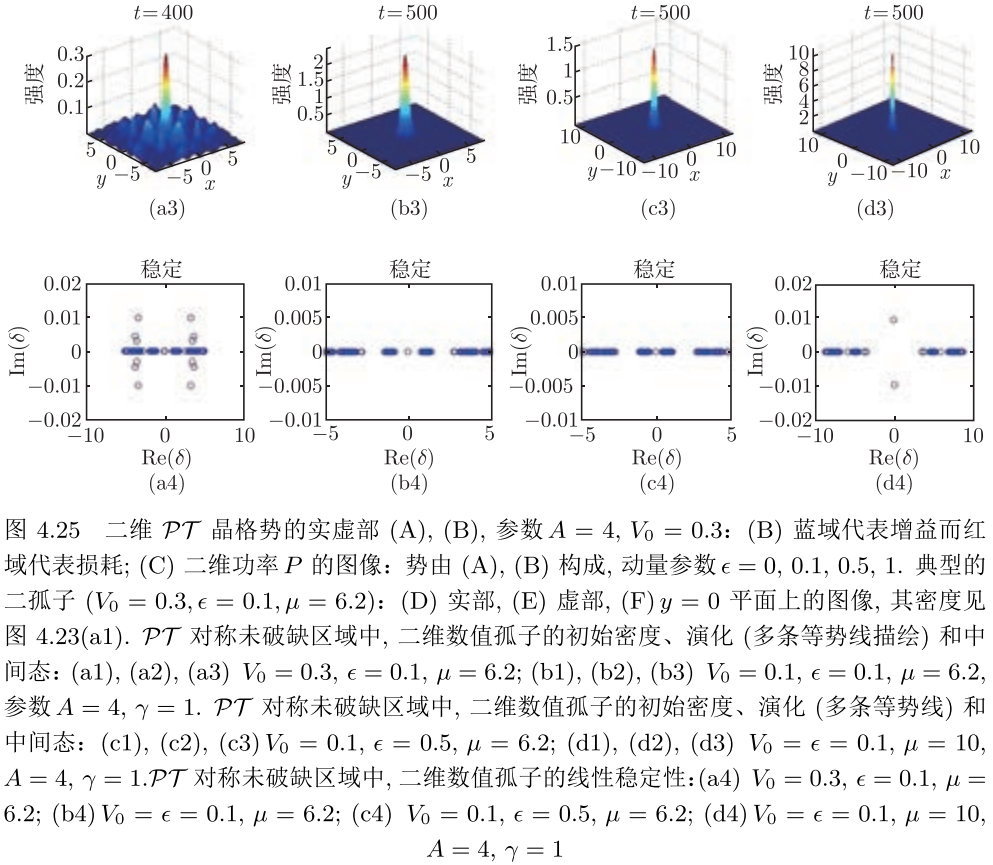 t=400 t=500 t=500 t=500
0.3 0.2 0.1 强度 5 0 −5 y −5 0 5 x
2 1.5 1 0.5 强度 5 0 −5 y −5 0 5 x
1.5 1 0.5 强度 10 0 −10 y −10 0 10 x
10 8 6 4 2 强度 10 0 −10 y −10 0 10 x
(a3) (b3) (c3) (d3)
稳定 稳定 稳定 稳定
0.02 0.01 0 −0.01 −0.02 Im(δ) −10 0 10
0.01 0.005 0 −0.005 −0.01 Im(δ) −5 0 5
0.01 0.005 0 −0.005 −0.01 Im(δ) −5 0 5
0.02 0.01 0 −0.01 −0.02 Im(δ) −10 0 10
Re(δ) Re(δ) Re(δ) Re(δ)
(a4) (b4) (c4) (d4)
图 4.25 二维 𝒫𝒯 晶格势的实虚部 (A), (B), 参数 A = 4, V₀ = 0.3: (B) 蓝域代表增益而红
域代表损耗; (C) 二维功率 P 的图像: 势由 (A), (B) 构成, 动量参数 ϵ = 0, 0.1, 0.5, 1. 典型的
二孤子 (V₀ = 0.3, ϵ = 0.1, μ = 6.2): (D) 实部, (E) 虚部, (F) y = 0 平面上的图像, 其密度见
图 4.23(a1). 𝒫𝒯 对称未破缺区域中, 二维数值孤子的初始密度、演化 (多条等势线描绘) 和中
间态: (a1), (a2), (a3) V₀ = 0.3, ϵ = 0.1, μ = 6.2; (b1), (b2), (b3) V₀ = 0.1, ϵ = 0.1, μ = 6.2,
参数 A = 4, γ = 1. 𝒫𝒯 对称未破缺区域中, 二维数值孤子的初始密度、演化 (多条等势线) 和
中间态: (c1), (c2), (c3) V₀ = 0.1, ϵ = 0.5, μ = 6.2; (d1), (d2), (d3) V₀ = ϵ = 0.1, μ = 10,
A = 4, γ = 1.𝒫𝒯 对称未破缺区域中, 二维数值孤子的线性稳定性:(a4) V₀ = 0.3, ϵ = 0.1, μ =
6.2; (b4) V₀ = ϵ = 0.1, μ = 6.2; (c4) V₀ = 0.1, ϵ = 0.5, μ = 6.2; (d4) V₀ = ϵ = 0.1, μ = 10,
A = 4, γ = 1